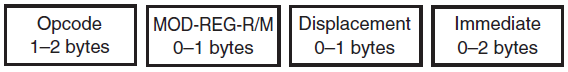 Opcode
1–2 bytes
MOD-REG-R/M
0–1 bytes
Displacement
0–1 bytes
Immediate
0–2 bytes